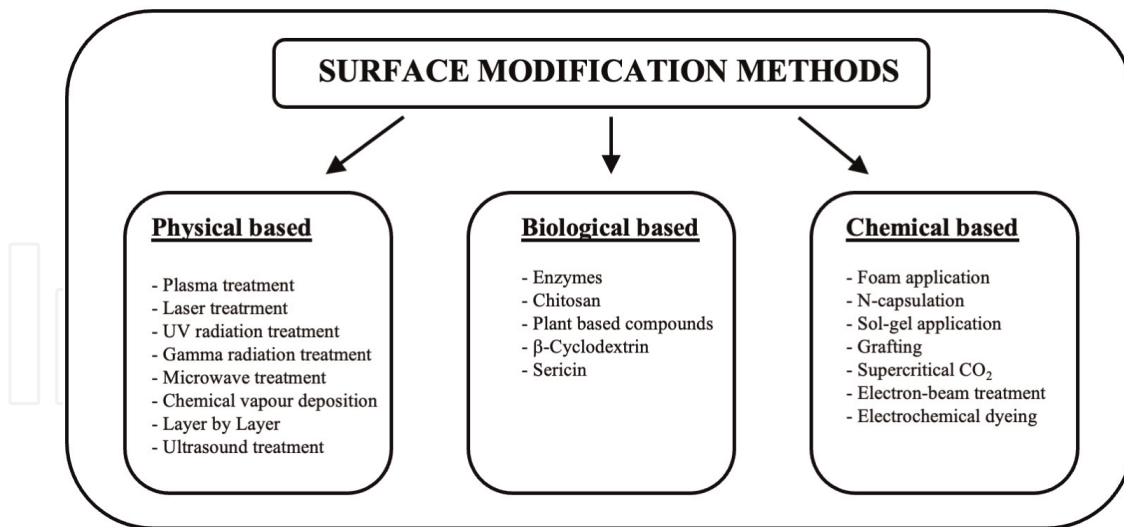 SURFACE MODIFICATION METHODS
Physical based
- Plasma treatment
- Laser treatrment
- UV radiation treatment
- Gamma radiation treatment
- Microwave treatment
- Chemical vapour deposition
- Layer by Layer
- Ultrasound treatment
Biological based
- Enzymes
- Chitosan
- Plant based compounds
- β-Cyclodextrin
- Sericin
Chemical based
- Foam application
- N-capsulation
- Sol-gel application
- Grafting
- Supercritical CO₂
- Electron-beam treatment
- Electrochemical dyeing